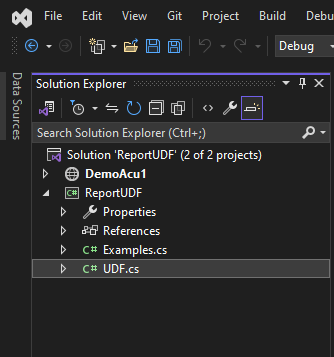 File Edit View Git Project Build Debug
Debug
Data Sources
Solution Explorer
Search Solution Explorer (Ctrl+;)
Solution 'ReportUDF' (2 of 2 projects)
DemoAcu1
C# ReportUDF
Properties
References
C# Examples.cs
C# UDF.cs